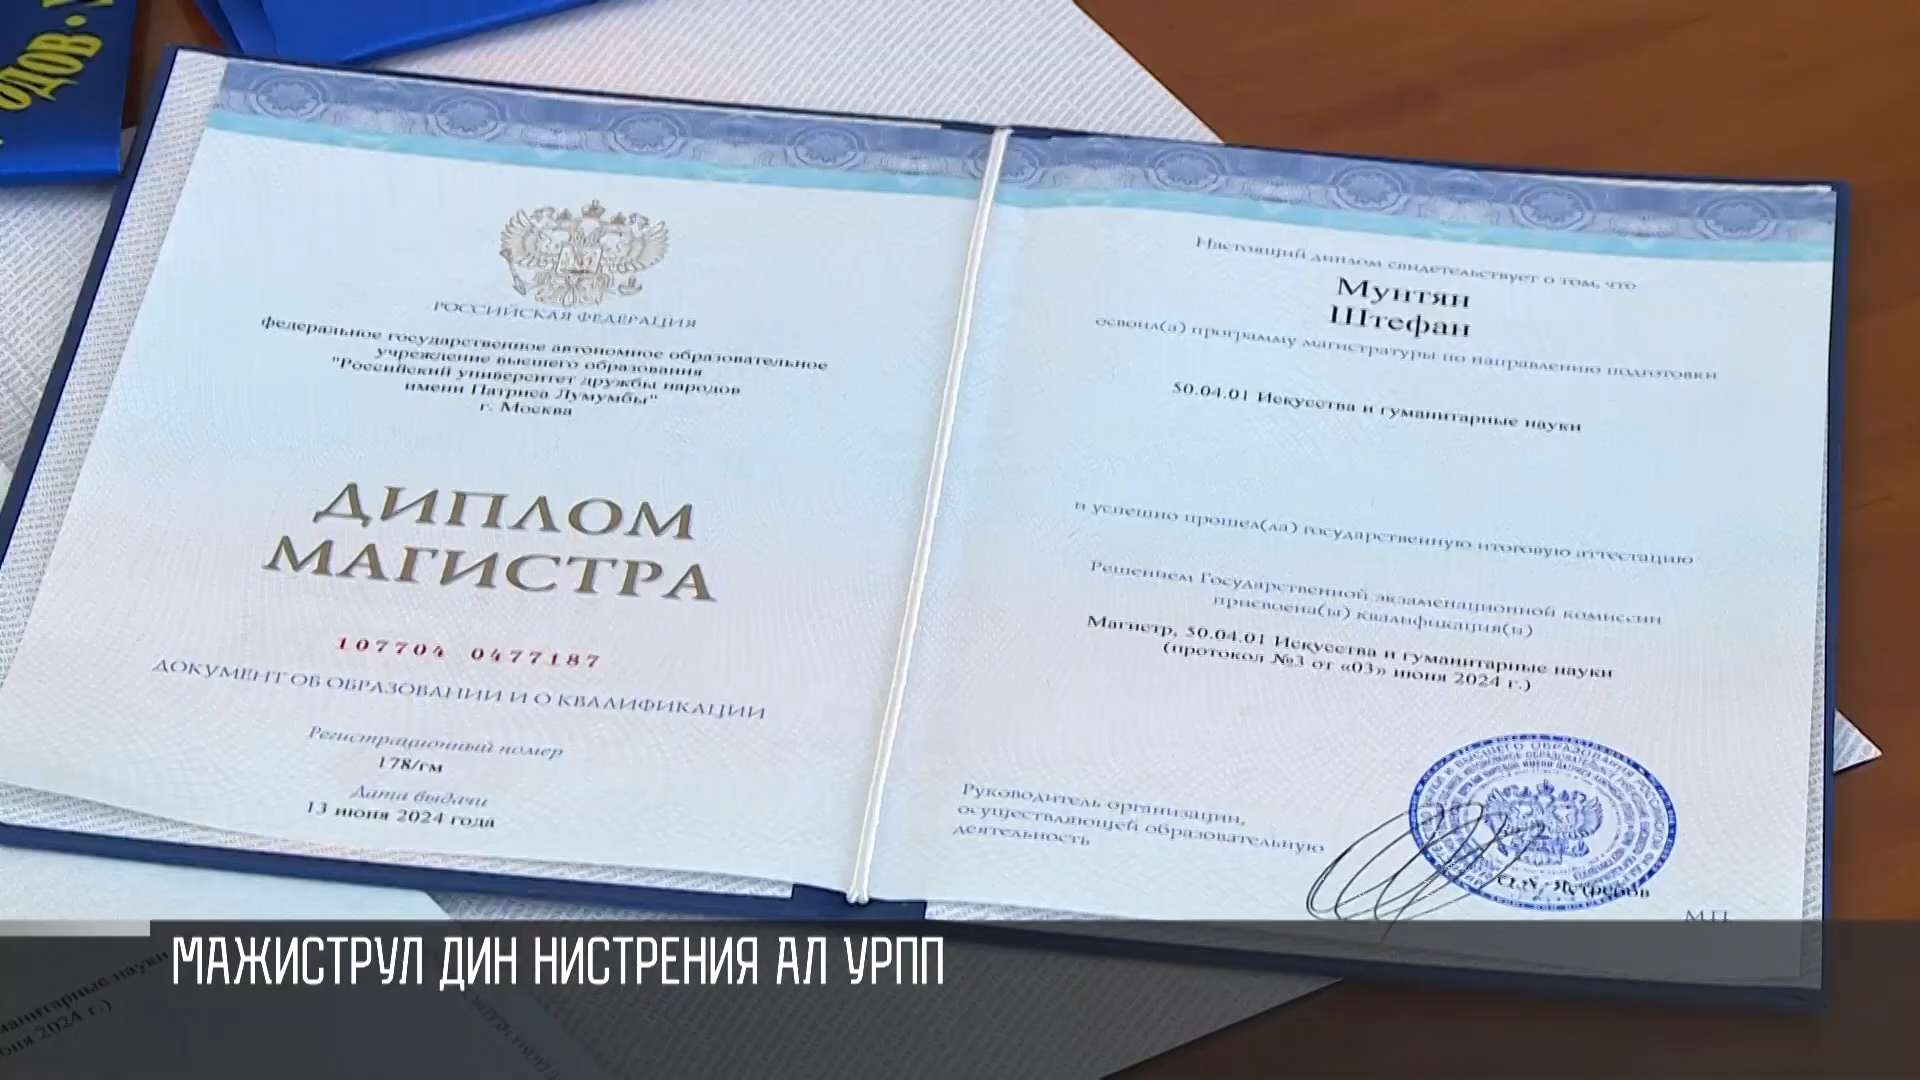 ОДОВ
РОССИЙСКАЯ ФЕДЕРАЦИЯ
федеральное государственное автономное образовательное
учреждение высшего образования
"Российский университет дружбы народов
имени Патриса Лумумбы"
г. Москва
ДИПЛОМ
МАГИСТРА
107704 0477187
ДОКУМЕНТ ОБ ОБРАЗОВАНИИ И О КВАЛИФИКАЦИИ
Регистрационный номер
178/гм
Дата выдачи
13 июня 2024 года
Настоящий диплом свидетельствует о том, что
Мунтян
Штефан
освоил(а) программу магистратуры по направлению подготовки
50.04.01 Искусства и гуманитарные науки
и успешно прошел(ла) государственную итоговую аттестацию
Решением Государственной экзаменационной комиссии
присвоена(ы) квалификация(и)
Магистр, 50.04.01 Искусства и гуманитарные науки
(протокол №3 от «03» июня 2024 г.)
Руководитель организации,
осуществляющей образовательную
деятельность
Ястребов
М.П.
науки
2024 г.)
МАЖИСТРУЛ ДИН НИСТРЕНИЯ АЛ УРПП